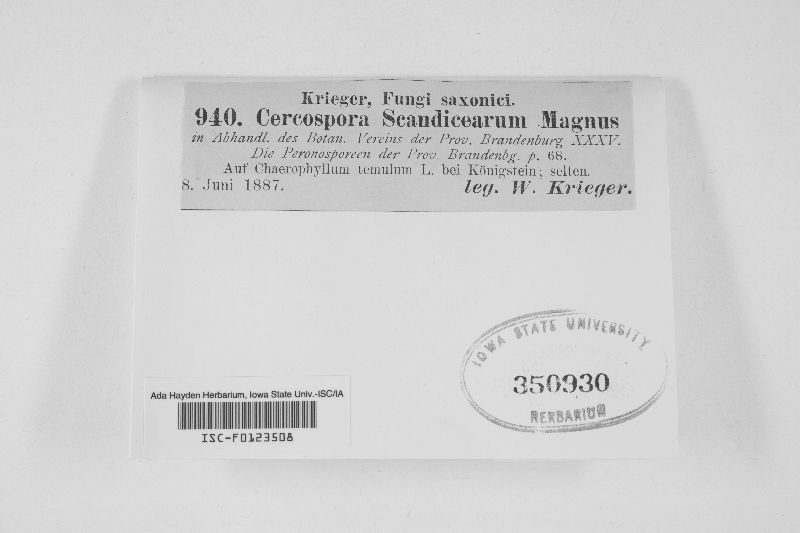 Krieger, Fungi saxonici.
940. Cercospora Scandicearum Magnus
in Abhandl. des Botan. Vereins der Prov. Brandenburg XXXV.
Die Peronosporeen der Prov. Brandenbg. p. 68.
Auf Chaerophyllum temulum L. bei Königstein; selten.
8. Juni 1887. leg. W. Krieger.
IOWA STATE UNIVERSITY
350930
HERBARIUM
Ada Hayden Herbarium, Iowa State Univ.-ISC/IA
ISC-F0123508